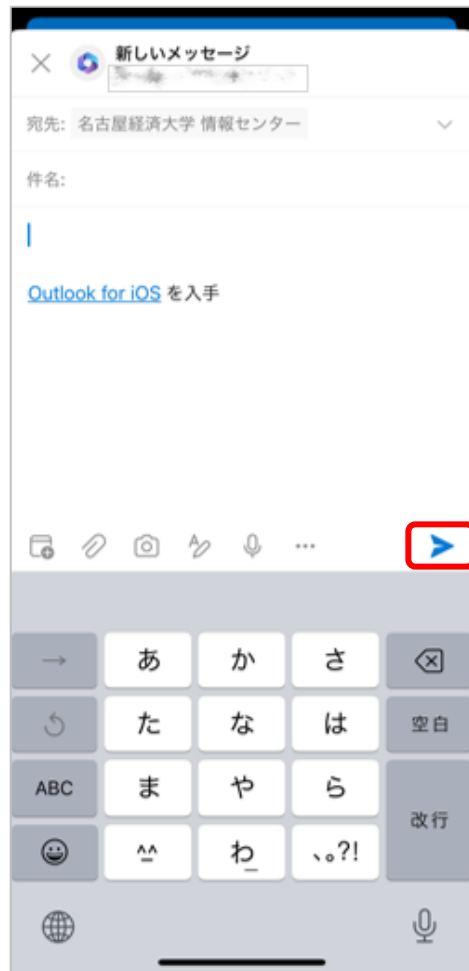 新しいメッセージ
宛先: 名古屋経済大学 情報センター
件名:
Outlook for iOS を入手
→ あ か さ
た な は 空白
ABC ま や ら 改行
^^ わ_ 、。?!